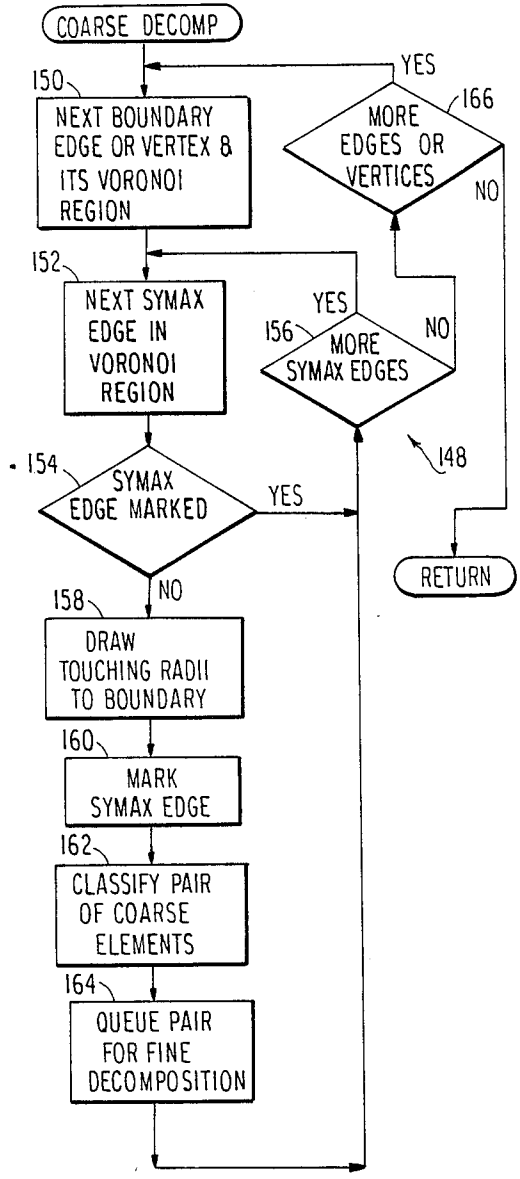 COARSE DECOMP
YES
150
166
NEXT BOUNDARY
EDGE OR VERTEX &
ITS VORONOI
REGION
MORE
EDGES OR
VERTICES
NO
152
NEXT SYMAX
EDGE IN
VORONOI
REGION
YES
156
MORE
SYMAX EDGES
NO
148
154
SYMAX
EDGE MARKED
YES
NO
RETURN
158
DRAW
TOUCHING RADII
TO BOUNDARY
160
MARK
SYMAX EDGE
162
CLASSIFY PAIR
OF COARSE
ELEMENTS
164
QUEUE PAIR
FOR FINE
DECOMPOSITION